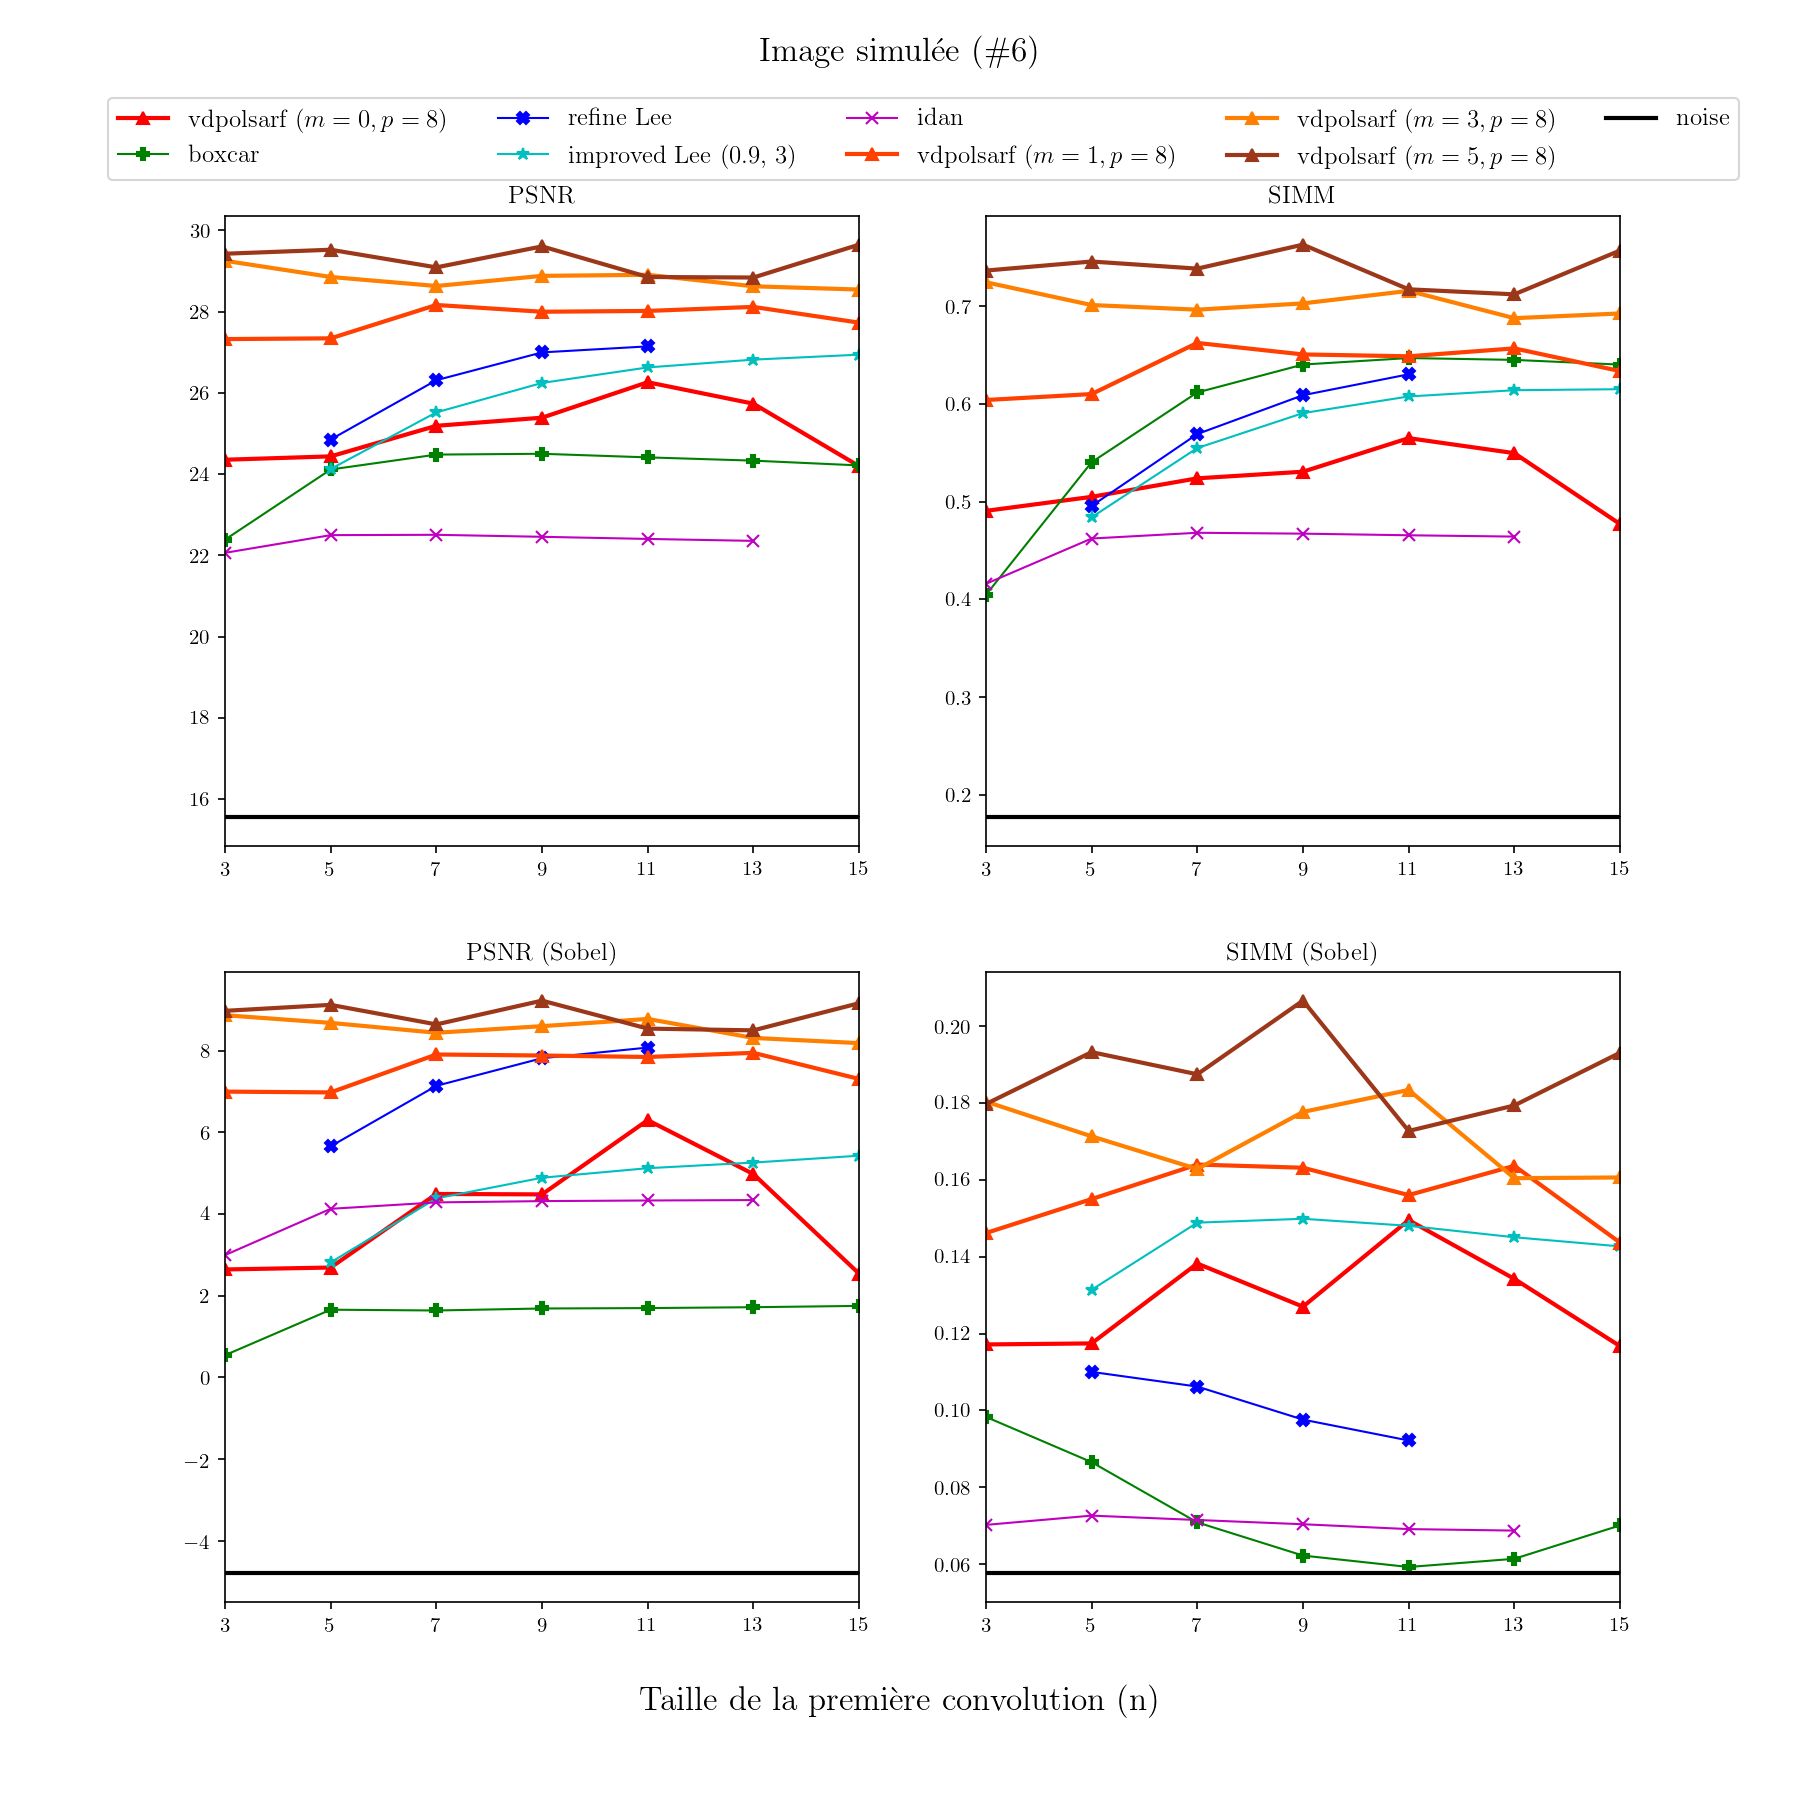 Image simulée (#6)
vdpolsarf (m = 0, p = 8)
boxcar
refine Lee
improved Lee (0.9, 3)
idan
vdpolsarf (m = 1, p = 8)
vdpolsarf (m = 3, p = 8)
vdpolsarf (m = 5, p = 8)
noise
PSNR
30
28
26
24
22
20
18
16
3 5 7 9 11 13 15
SIMM
0.7
0.6
0.5
0.4
0.3
0.2
3 5 7 9 11 13 15
PSNR (Sobel)
8
6
4
2
0
−2
−4
3 5 7 9 11 13 15
SIMM (Sobel)
0.20
0.18
0.16
0.14
0.12
0.10
0.08
0.06
3 5 7 9 11 13 15
Taille de la première convolution (n)